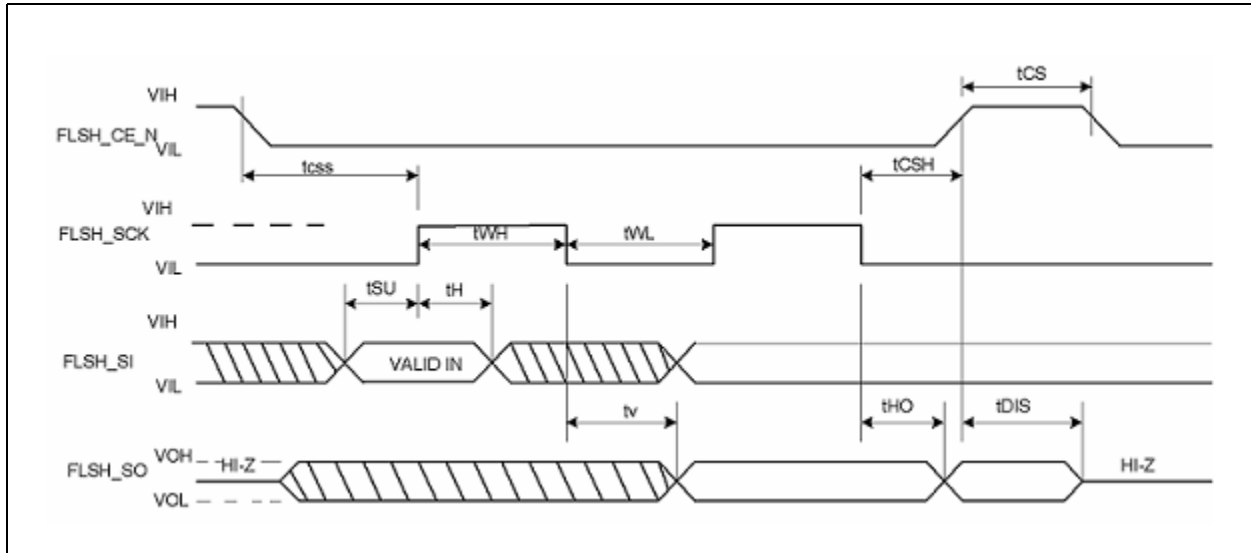 tCS
VIH
FLSH_CE_N
VIL
tcss
tCSH
VIH
FLSH_SCK
tWH
tWL
VIL
tSU
tH
VIH
FLSH_SI
VALID IN
VIL
tv
tHO
tDIS
VOH
HI-Z
FLSH_SO
HI-Z
VOL